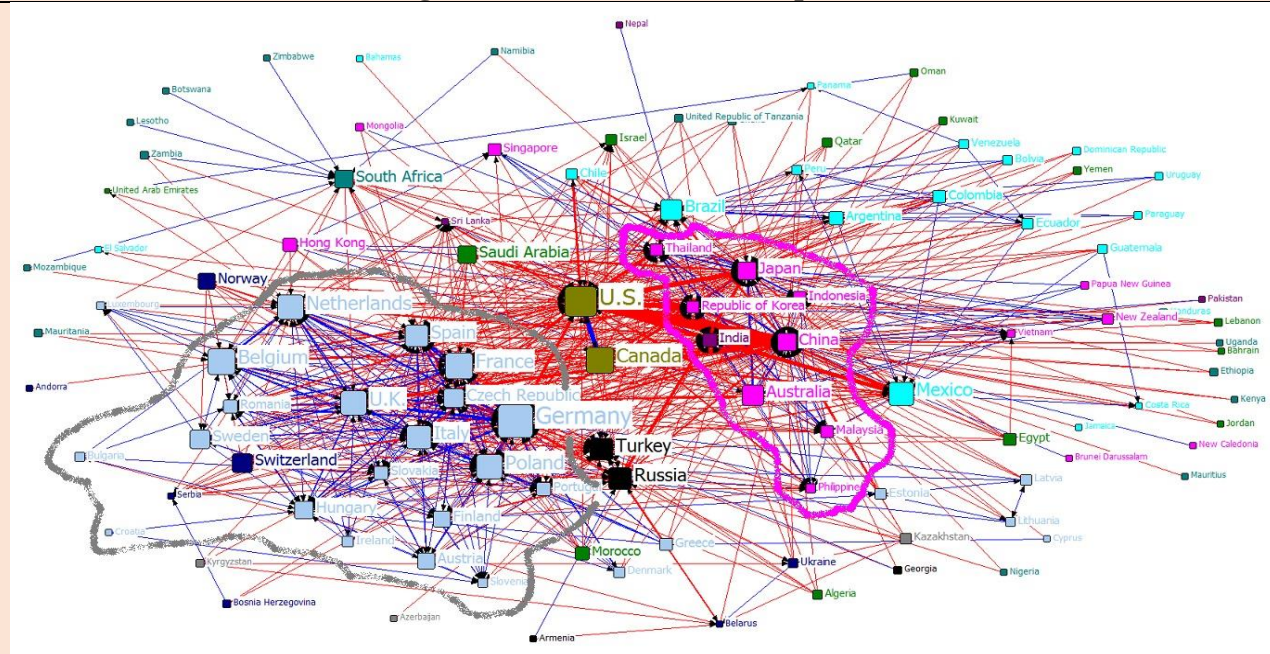 Nepal
Zimbabwe
Bahamas
Namibia
Oman
Panama
Botswana
Lesotho
Mongolia
United Republic of Tanzania
Kuwait
Israel
Qatar
Venezuela
Singapore
Zambia
Dominican Republic
Bolivia
Yemen
Chile
Peru
South Africa
Uruguay
United Arab Emirates
Colombia
Brazil
Argentina
Ecuador
Paraguay
Sri Lanka
Hong Kong
Thailand
El Salvador
Saudi Arabia
Guatemala
Mozambique
Norway
Japan
Papua New Guinea
Netherlands
U.S.
Indonesia
Pakistan
Luxembourg
Republic of Korea
New Zealand
Lebanon
Mauritania
Spain
India
China
Vietnam
Uganda
Bahrain
Belgium
France
Canada
Ethiopia
Andorra
Czech Republic
Australia
Mexico
Kenya
Romania
U.K.
Costa Rica
Germany
Jamaica
Jordan
Sweden
Italy
Malaysia
Egypt
New Caledonia
Turkey
Bulgaria
Switzerland
Slovakia
Poland
Brunei Darussalam
Russia
Mauritius
Serbia
Portugal
Philippine
Estonia
Latvia
Hungary
Finland
Lithuania
Croatia
Ireland
Greece
Kazakhstan
Cyprus
Kyrgyzstan
Austria
Morocco
Ukraine
Georgia
Nigeria
Slovenia
Denmark
Bosnia Herzegovina
Azerbaijan
Algeria
Belarus
Armenia